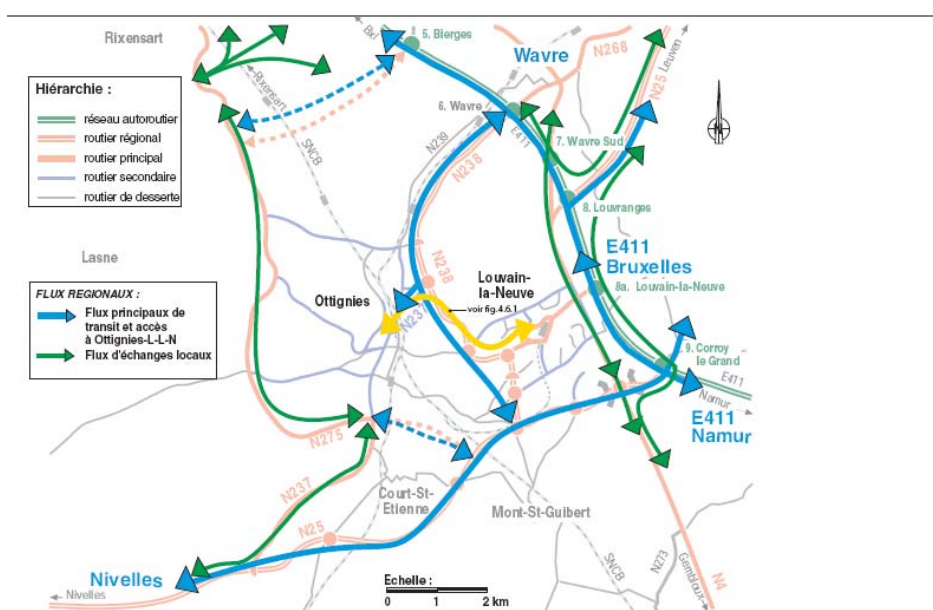 Rixensart
Bxl
5. Bierges
Wavre
N268
N25
Leuven
Hiérarchie :
réseau autoroutier
routier régional
routier principal
routier secondaire
routier de desserte
Rixensart
SNCB
6. Wavre
E411
N239
N238
7. Wavre Sud
8. Louvranges
Lasne
E411
Bruxelles
8a. Louvain-la-Neuve
N238
Louvain-
la-Neuve
voir fig.4.6.1
Ottignies
N237
FLUX REGIONAUX :
Flux principaux de
transit et accès
à Ottignies-L-L-N
Flux d'échanges locaux
9. Corroy
le Grand
E411
Namur
E411
Namur
N275
N237
Court-St-
Etienne
Mont-St-Guibert
N25
Nivelles
Nivelles
Echelle :
0 1 2 km
SNCB
N273
Gembloux
N4
N